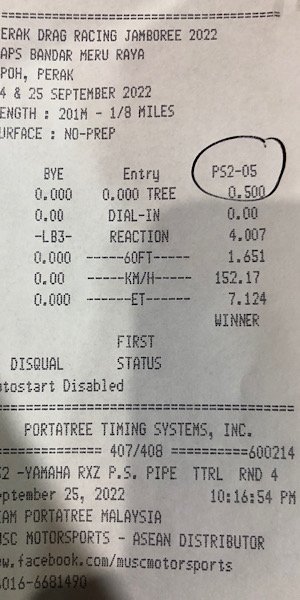 ================================
ERAK DRAG RACING JAMBOREE 2022
APS BANDAR MERU RAYA
POH, PERAK
4 & 25 SEPTEMBER 2022
ENGTH : 201M - 1/8 MILES
URFACE : NO-PREP
BYE Entry PS2-05
0.000 0.000 TREE 0.500
0.00 DIAL-IN 0.00
-LB3- REACTION 4.007
0.000 -----60FT----- 1.651
0.00 -----KM/H----- 152.17
0.000 ------ET------ 7.124
WINNER
FIRST
DISQUAL STATUS
utostart Disabled
================================
PORTATREE TIMING SYSTEMS, INC.
============= 407/408 ==========600214
S2 -YAMAHA RXZ P.S. PIPE TTRL RND 4
eptember 25, 2022 10:16:54 PM
EAM PORTATREE MALAYSIA
USC MOTORSPORTS - ASEAN DISTRIBUTOR
w.facebook.com/muscmotorsports
016-6681490